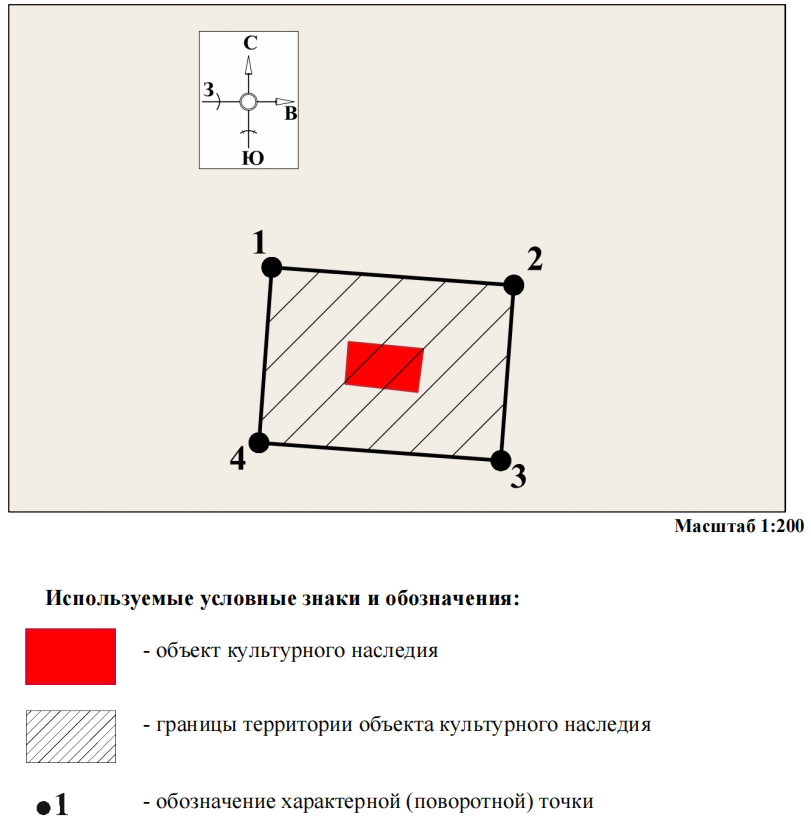 С
З
В
Ю
1
2
4
3
Масштаб 1:200
Используемые условные знаки и обозначения:
- объект культурного наследия
- границы территории объекта культурного наследия
1
- обозначение характерной (поворотной) точки